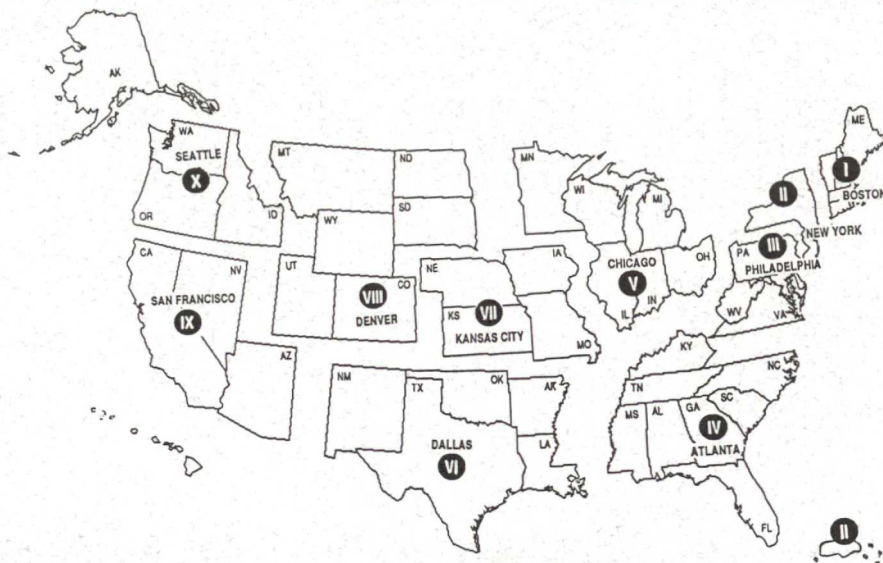 AK
ME
WA
SEATTLE
X
MT
ND
MN
I
WI
II
MI
BOSTON
OR
ID
WY
SD
NEW YORK
CA
NV
UT
NE
IA
CHICAGO
OH
PA
III
PHILADELPHIA
SAN FRANCISCO
IX
VIII
CO
DENVER
KS
VII
KANSAS CITY
V
IL
IN
WV
VA
MO
KY
AZ
NM
TX
OK
AK
TN
NC
MS
AL
GA
SC
DALLAS
VI
LA
IV
ATLANTA
FL
II